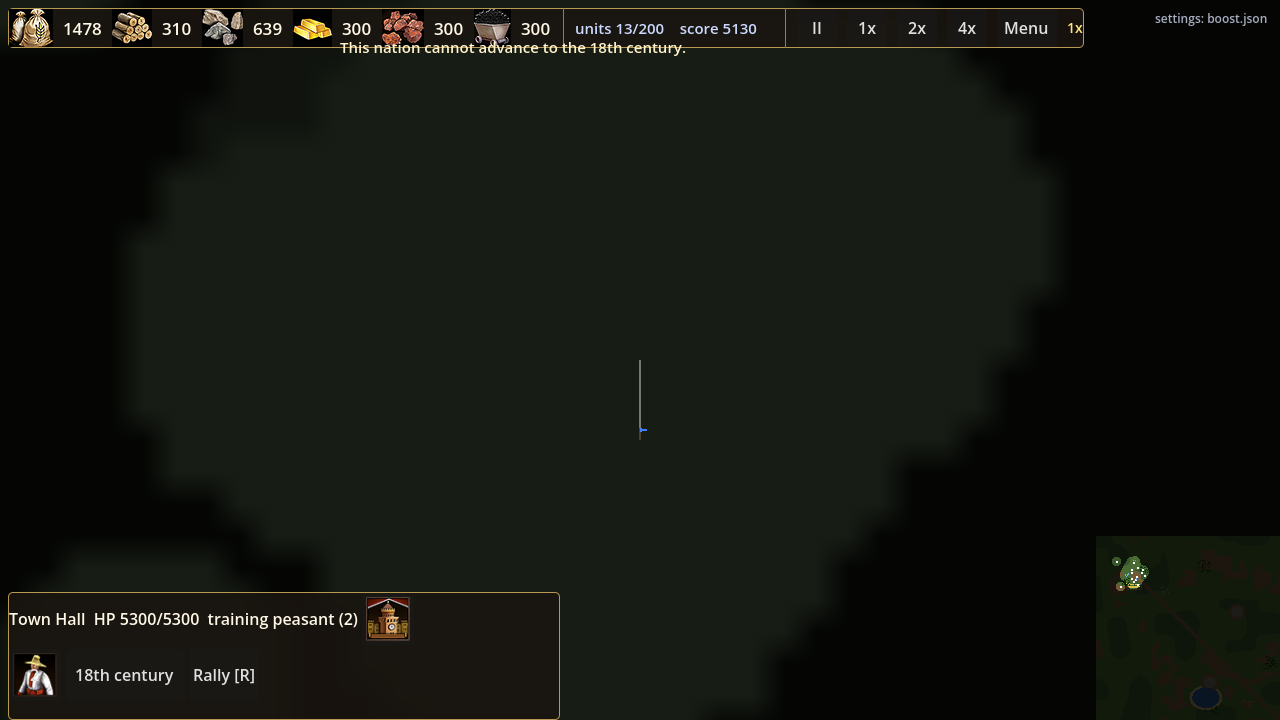 1478 310 639 300 300 300 units 13/200 score 5130 II 1x 2x 4x Menu 1x
settings: boost.json
This nation cannot advance to the 18th century.
Town Hall HP 5300/5300 training peasant (2)
18th century Rally [R]